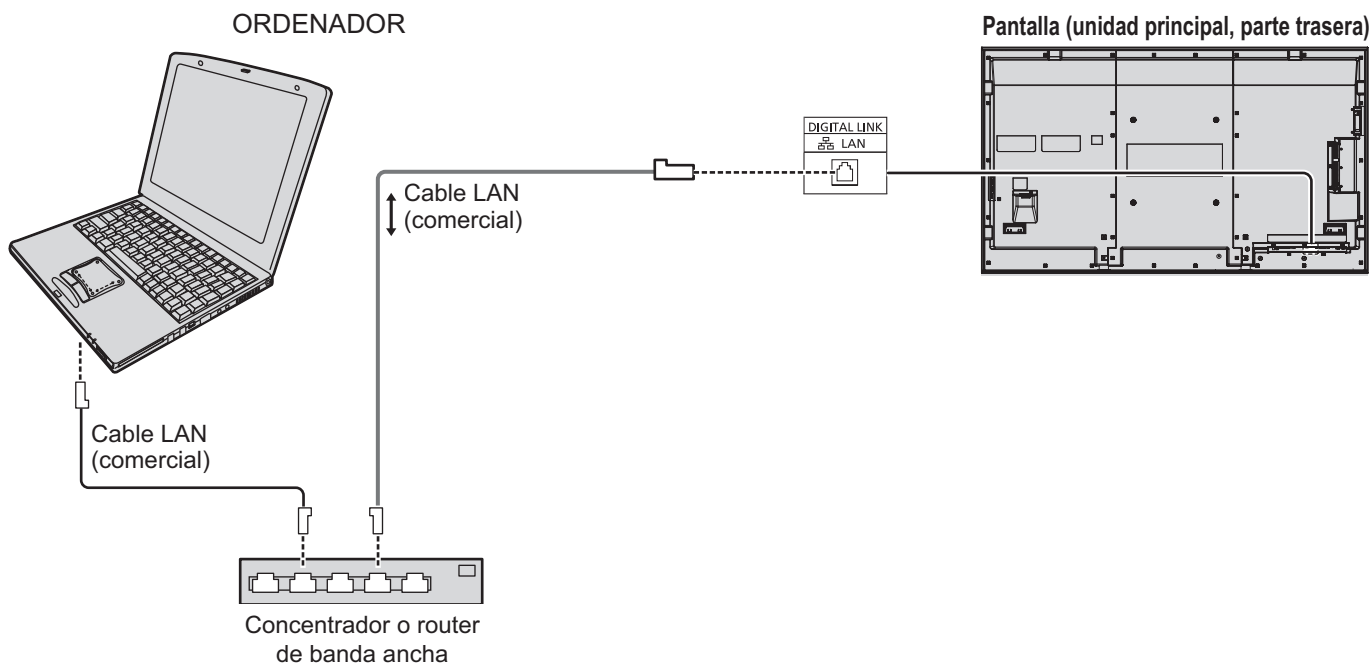 ORDENADOR
Pantalla (unidad principal, parte trasera)
DIGITAL LINK
LAN
Cable LAN
(comercial)
Cable LAN
(comercial)
Concentrador o router
de banda ancha